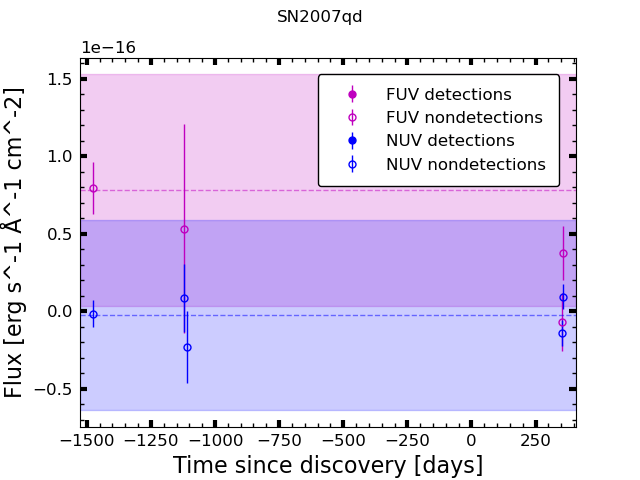 SN2007qd
1e−16
FUV detections
FUV nondetections
NUV detections
NUV nondetections
1.5
1.0
0.5
0.0
−0.5
Flux [erg s^-1 Å^-1 cm^-2]
−1500 −1250 −1000 −750 −500 −250 0 250
Time since discovery [days]